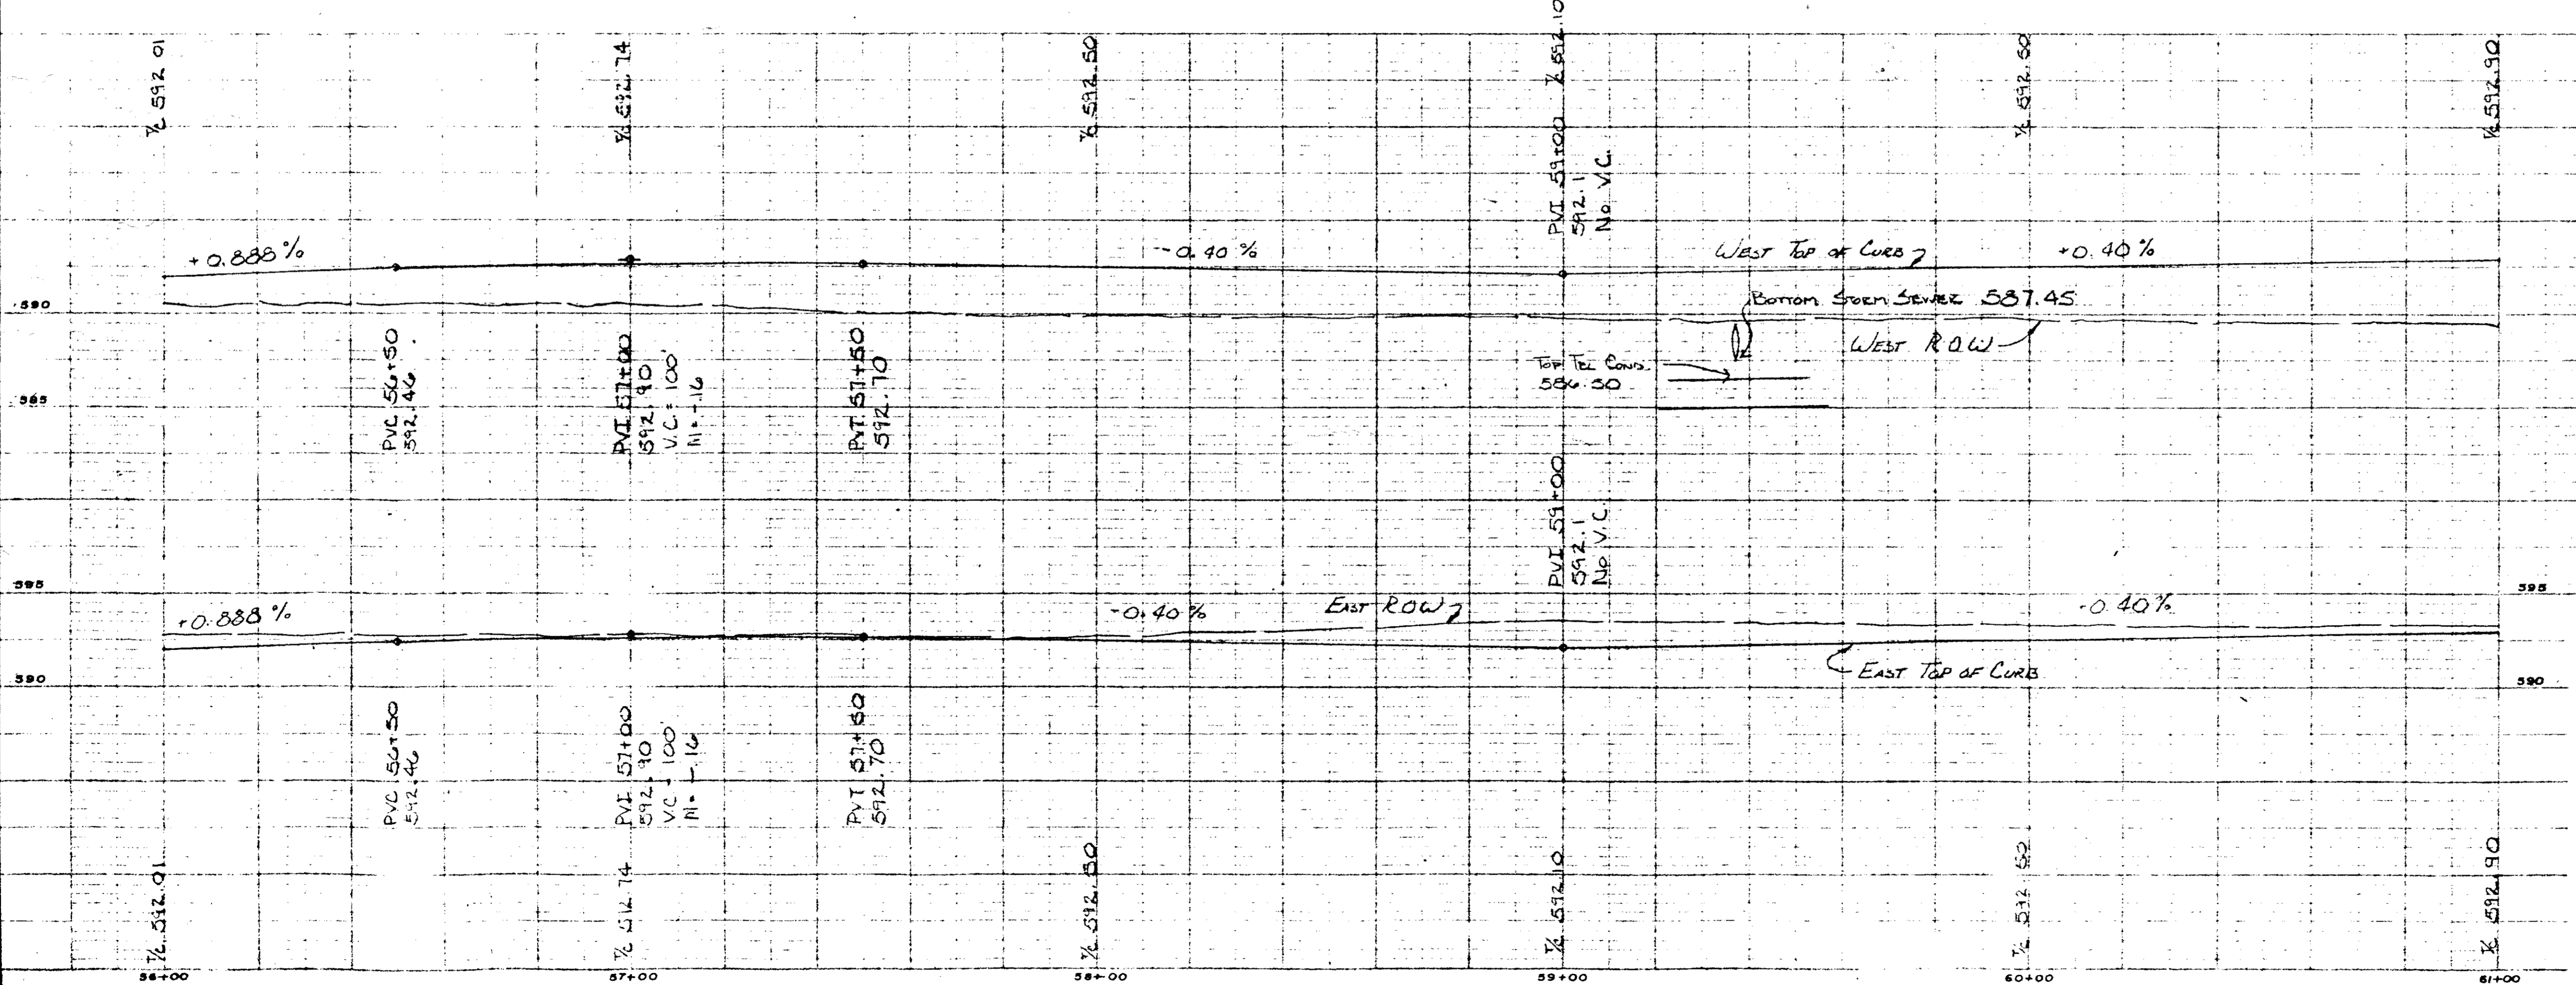 T/C 592.01
T/C 592.74
T/C 592.50
T/C 592.10
T/C 592.50
T/C 592.90
PVI 59+00
592.1
No V.C.
+0.888%
-0.40%
WEST TOP OF CURB
+0.40%
590
BOTTOM STORM SEWER 587.45
WEST ROW
PVC 56+50
592.46
PVI 57+00
592.90
V.C.= 100'
M=-.16
PVT 57+50
592.70
TOP TEL COND.
586.50
585
PVI 59+00
592.1
No V.C.
595
595
+0.888%
-0.40%
EAST ROW
-0.40%
EAST TOP OF CURB
590
590
PVC 56+50
592.46
PVI 57+00
592.90
V.C= 100'
M=-.16
PVT 57+50
592.70
T/C 592.01
T/C 592.74
T/C 592.50
T/C 592.10
T/C 592.50
T/C 592.90
56+00
57+00
58+00
59+00
60+00
61+00